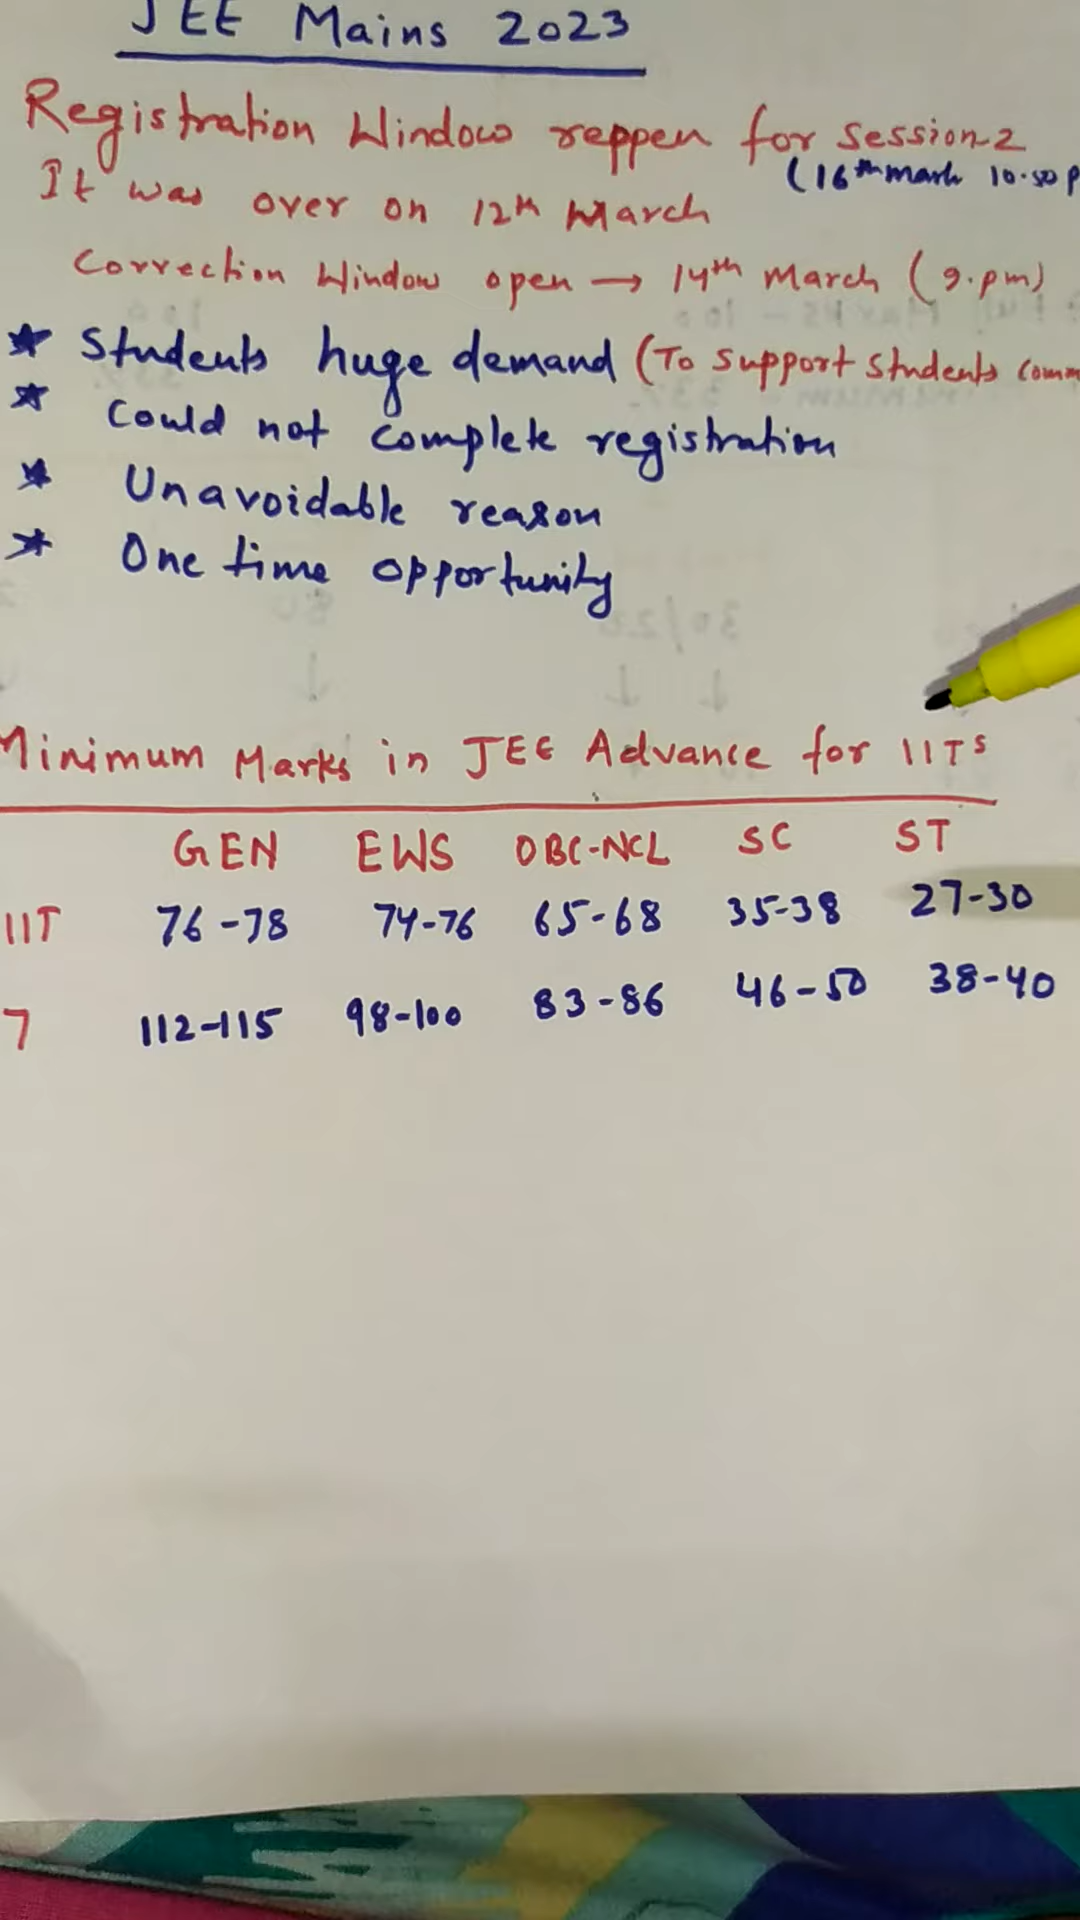 JEE Mains 2023
Registration Window reppen for session-2
(16th march 10.50 p
It was over on 12th March
Correction Window open → 14th March (9.pm)
★ Students huge demand (To support students comm
★ Could not complete registration
★ Unavoidable reason
★ One time opportunity
Minimum Marks in JEE Advance for IITs
GEN EWS OBC-NCL SC ST
IIT 76-78 74-76 65-68 35-38 27-30
7 112-115 98-100 83-86 46-50 38-40